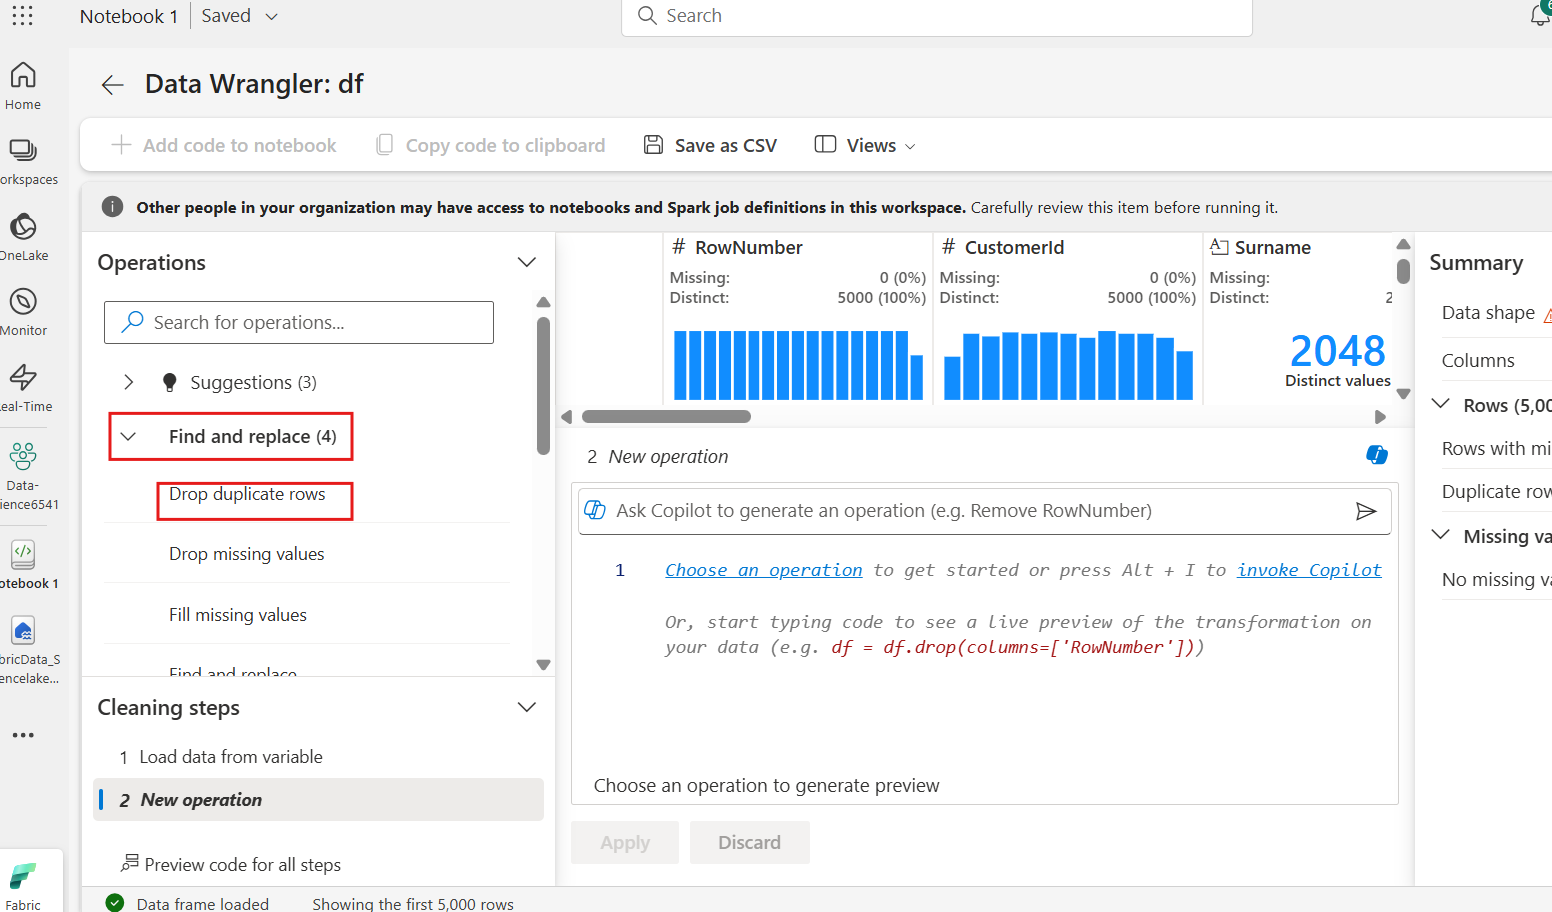 Notebook 1 Saved
Search
6
Home
orkspaces
OneLake
Monitor
eal-Time
Data-
ience6541
otebook 1
bricData_S
encelake...
Fabric
Data Wrangler: df
Add code to notebook Copy code to clipboard Save as CSV Views
Other people in your organization may have access to notebooks and Spark job definitions in this workspace. Carefully review this item before running it.
Operations
Search for operations...
Suggestions (3)
Find and replace (4)
Drop duplicate rows
Drop missing values
Fill missing values
Find and replace
Cleaning steps
1 Load data from variable
2 New operation
Preview code for all steps
# RowNumber
Missing: 0 (0%)
Distinct: 5000 (100%)
# CustomerId
Missing: 0 (0%)
Distinct: 5000 (100%)
Surname
Missing:
Distinct: 2
2048
Distinct values
2 New operation
Ask Copilot to generate an operation (e.g. Remove RowNumber)
1 Choose an operation to get started or press Alt + I to invoke Copilot
Or, start typing code to see a live preview of the transformation on
your data (e.g. df = df.drop(columns=['RowNumber']))
Choose an operation to generate preview
Apply Discard
Summary
Data shape
Columns
Rows (5,00
Rows with mi
Duplicate row
Missing va
No missing va
Data frame loaded Showing the first 5,000 rows